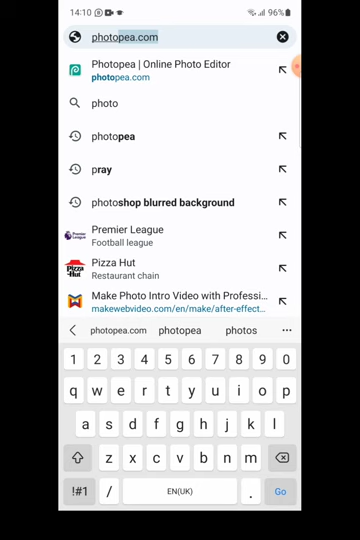 14:10 96%
photopea.com
Photopea | Online Photo Editor
photopea.com
photo
photopea
pray
photoshop blurred background
Premier League
Football league
Pizza Hut
Restaurant chain
Make Photo Intro Video with Professi...
makewebvideo.com/en/make/after-effect...
photopea.com photopea photos ...
1 2 3 4 5 6 7 8 9 0
q w e r t y u i o p
a s d f g h j k l
z x c v b n m
!#1 / EN(UK) . Go